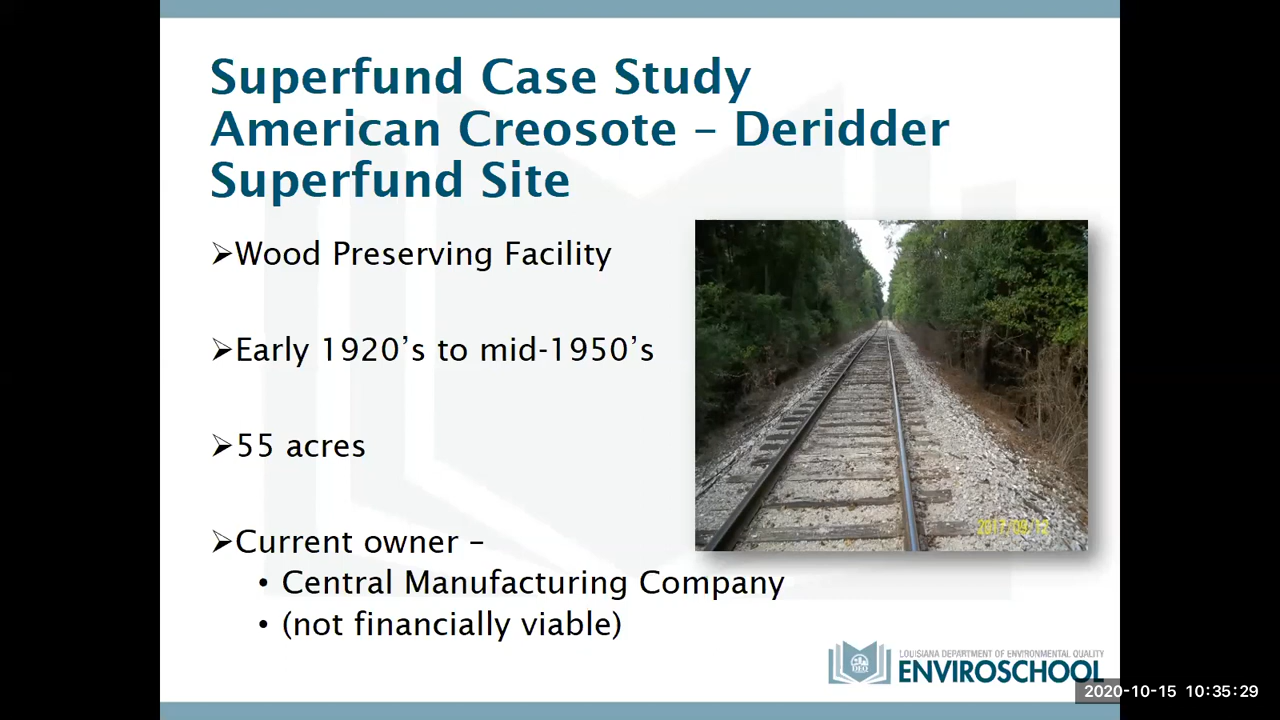 Superfund Case Study
American Creosote – Deridder
Superfund Site
➢Wood Preserving Facility
➢Early 1920’s to mid-1950’s
➢55 acres
➢Current owner –
• Central Manufacturing Company
• (not financially viable)
LOUISIANA DEPARTMENT OF ENVIRONMENTAL QUALITY
ENVIROSCHOOL
DEQ
2020-10-15 10:35:29